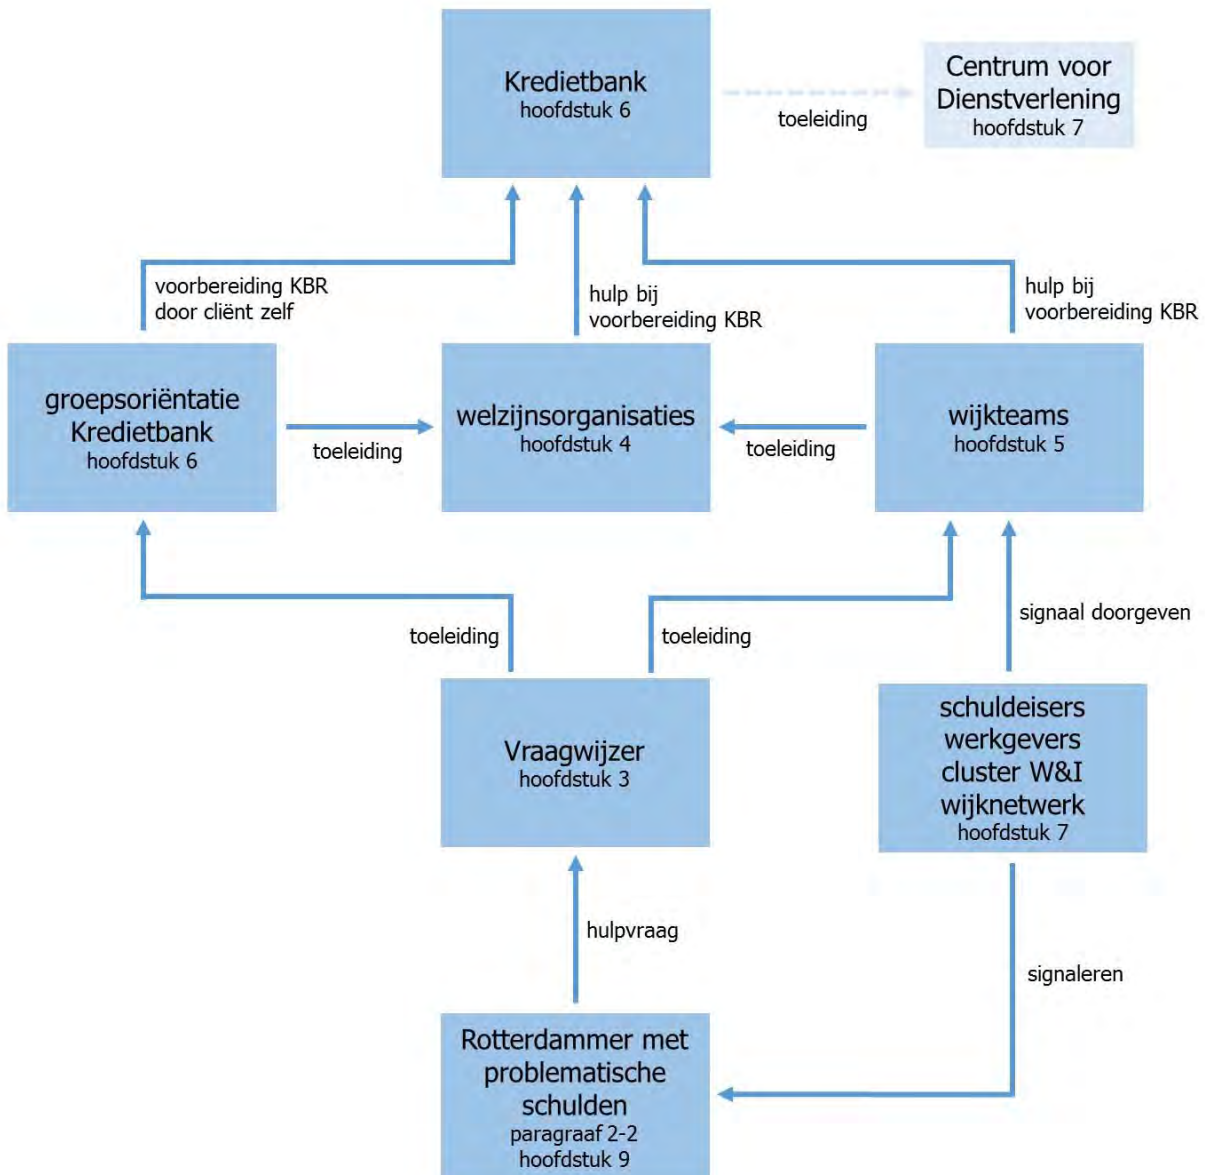 Kredietbank
hoofdstuk 6
Centrum voor
Dienstverlening
hoofdstuk 7
toeleiding
voorbereiding KBR
door cliënt zelf
hulp bij
voorbereiding KBR
hulp bij
voorbereiding KBR
groepsoriëntatie
Kredietbank
hoofdstuk 6
toeleiding
welzijnsorganisaties
hoofdstuk 4
toeleiding
wijkteams
hoofdstuk 5
toeleiding
toeleiding
signaal doorgeven
Vraagwijzer
hoofdstuk 3
schuldeisers
werkgevers
cluster W&I
wijknetwerk
hoofdstuk 7
hulpvraag
signaleren
Rotterdammer met
problematische
schulden
paragraaf 2-2
hoofdstuk 9